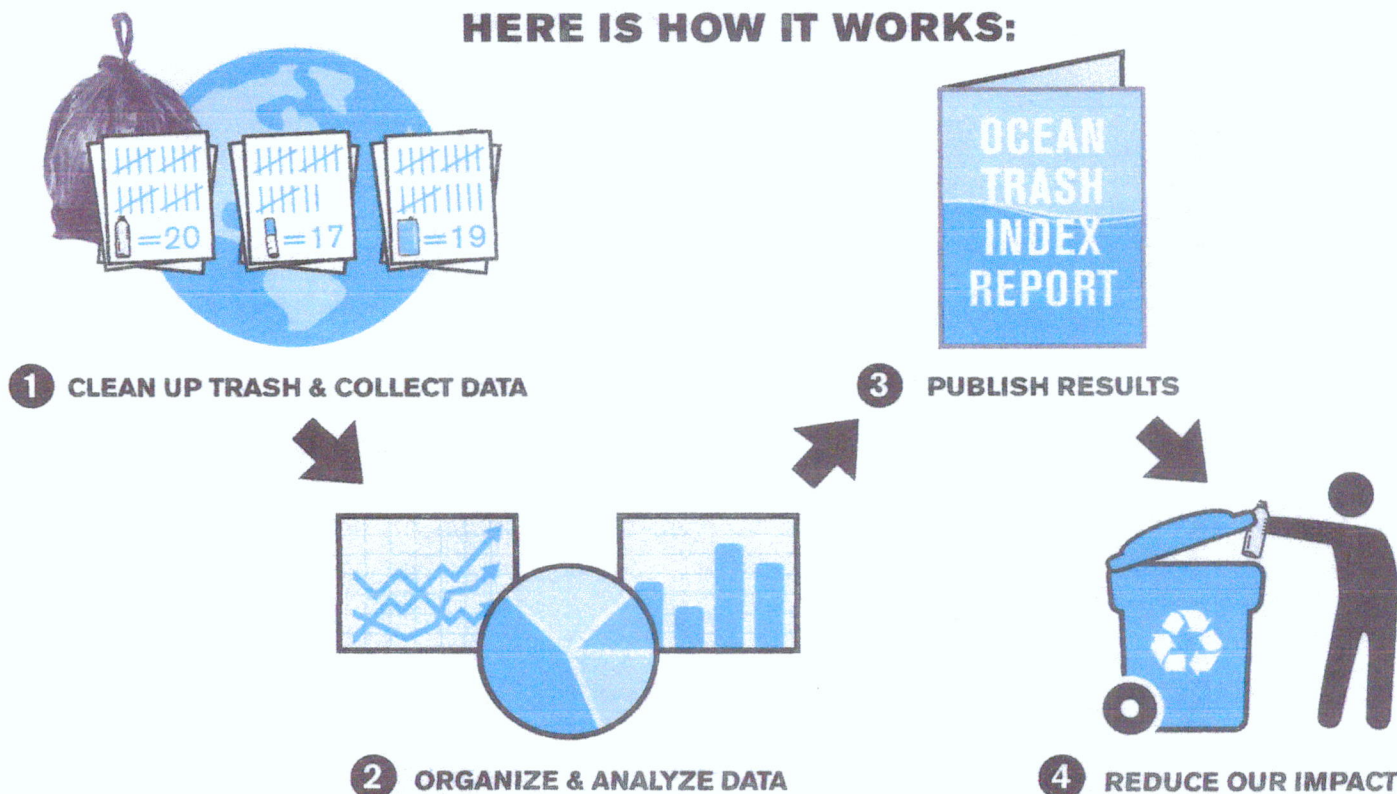 HERE IS HOW IT WORKS:
=20
=17
=19
1 CLEAN UP TRASH & COLLECT DATA
OCEAN
TRASH
INDEX
REPORT
3 PUBLISH RESULTS
2 ORGANIZE & ANALYZE DATA
4 REDUCE OUR IMPACT